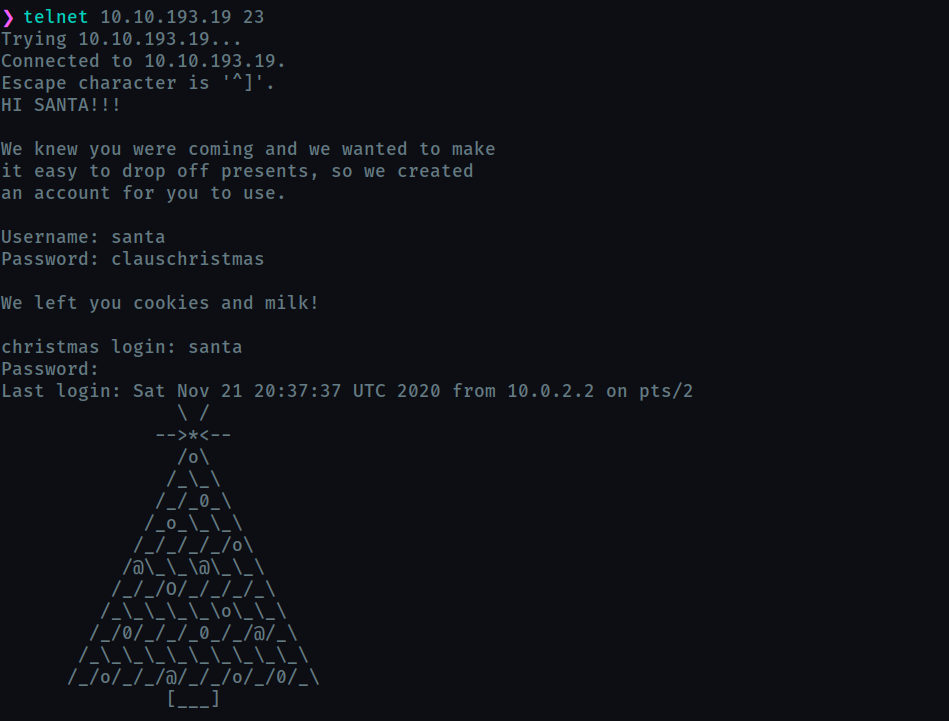 ❯ telnet 10.10.193.19 23
Trying 10.10.193.19...
Connected to 10.10.193.19.
Escape character is '^]'.
HI SANTA!!!
We knew you were coming and we wanted to make
it easy to drop off presents, so we created
an account for you to use.
Username: santa
Password: clauschristmas
We left you cookies and milk!
christmas login: santa
Password:
Last login: Sat Nov 21 20:37:37 UTC 2020 from 10.0.2.2 on pts/2
                \ /
              -->*<--
                /o\
               /_\_\
              /_/_0_\
             /_o_\_\_\
            /_/_/_/_/o\
           /@\_\_\@\_\_\
          /_/_/O/_/_/_/_\
         /_\_\_\_\_\o\_\_\
        /_/0/_/_/_0_/_/@/_\
       /_\_\_\_\_\_\_\_\_\_\
      /_/o/_/_/@/_/_/o/_/0/_\
               [___]